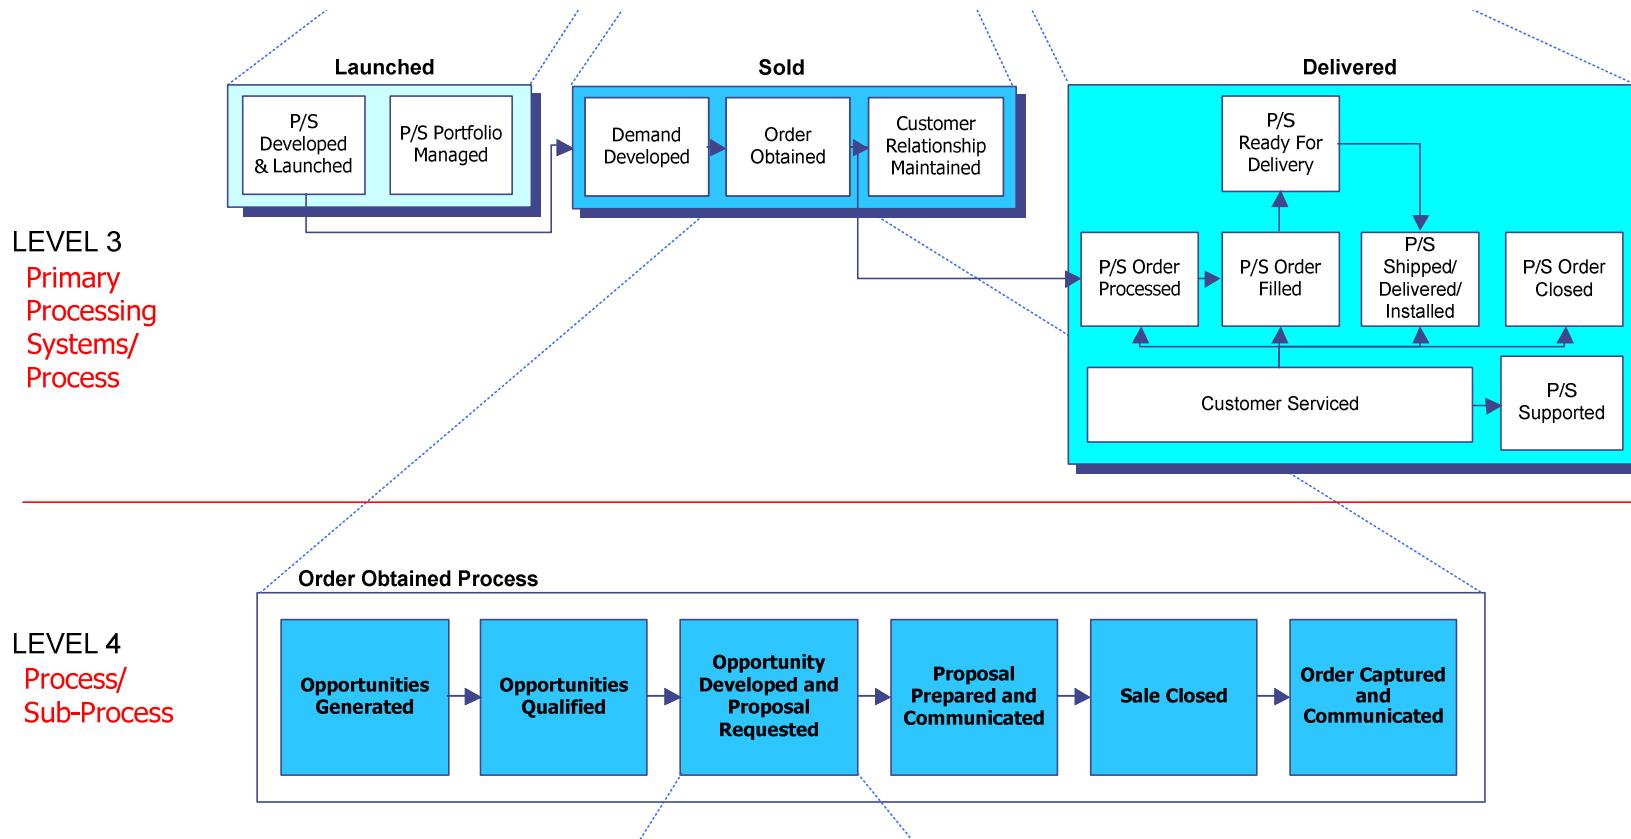 Launched
Sold
Delivered
P/S
Developed
& Launched
P/S Portfolio
Managed
Demand
Developed
Order
Obtained
Customer
Relationship
Maintained
P/S
Ready For
Delivery
LEVEL 3
Primary
Processing
Systems/
Process
P/S Order
Processed
P/S Order
Filled
P/S
Shipped/
Delivered/
Installed
P/S Order
Closed
Customer Serviced
P/S
Supported
Order Obtained Process
LEVEL 4
Process/
Sub-Process
Opportunities
Generated
Opportunities
Qualified
Opportunity
Developed and
Proposal
Requested
Proposal
Prepared and
Communicated
Sale Closed
Order Captured
and
Communicated